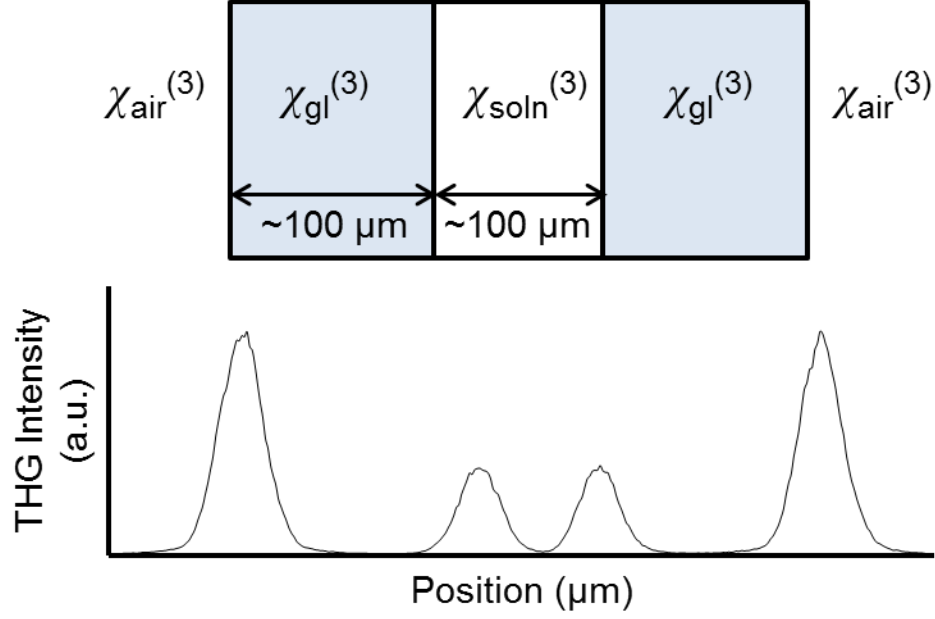 χair(3) χgl(3) χsoln(3) χgl(3) χair(3)
~100 μm ~100 μm
THG Intensity
(a.u.)
Position (μm)